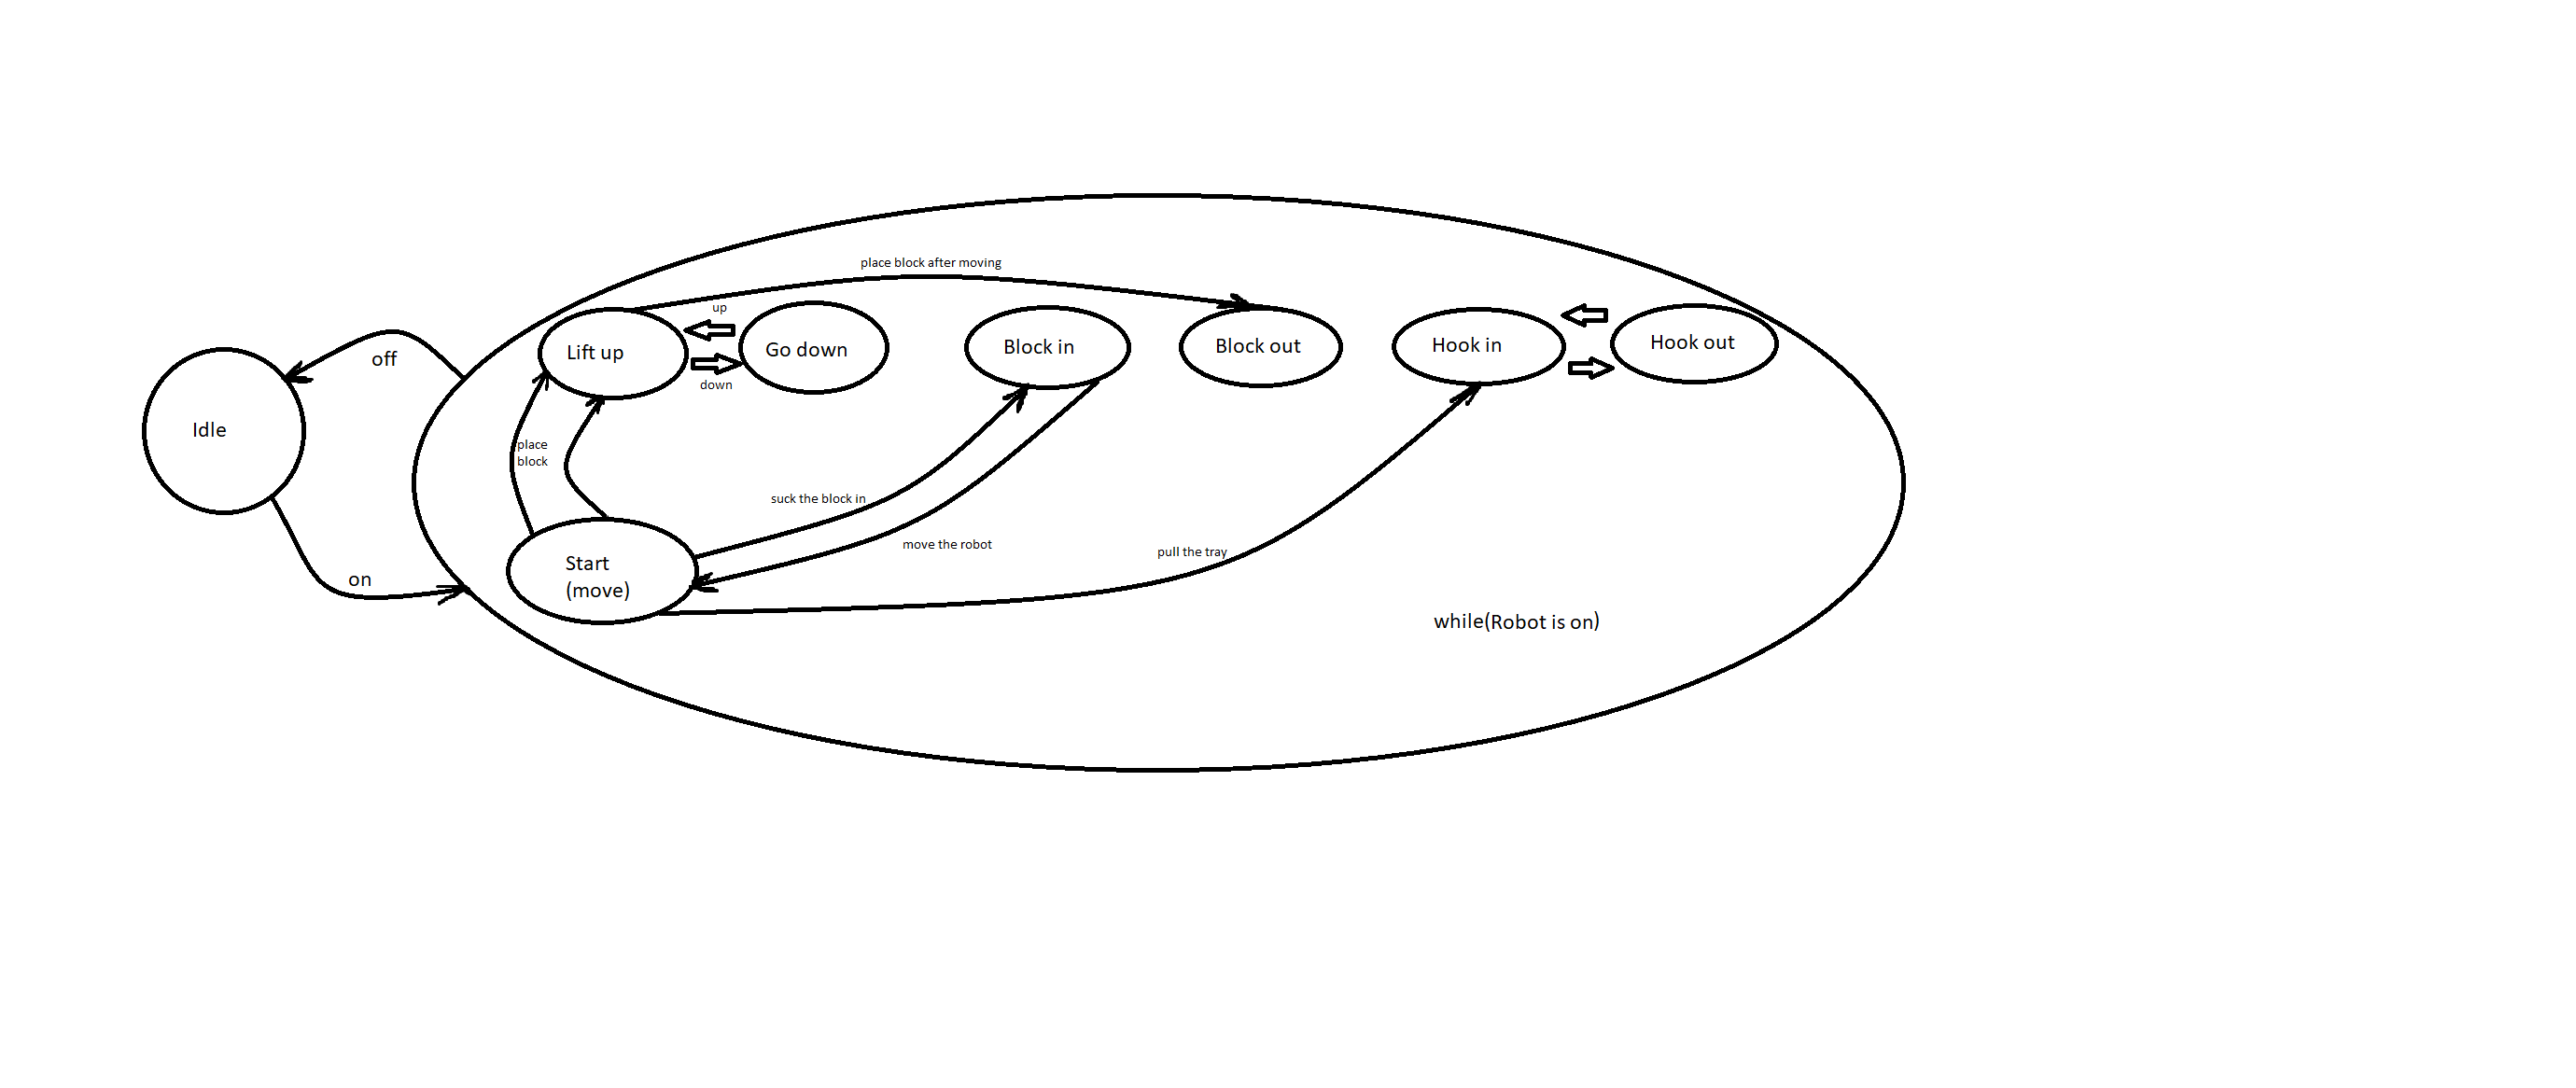 place block after moving
up
Lift up
Go down
Block in
Block out
Hook in
Hook out
off
down
Idle
place
block
suck the block in
move the robot
pull the tray
Start
(move)
on
while(Robot is on)